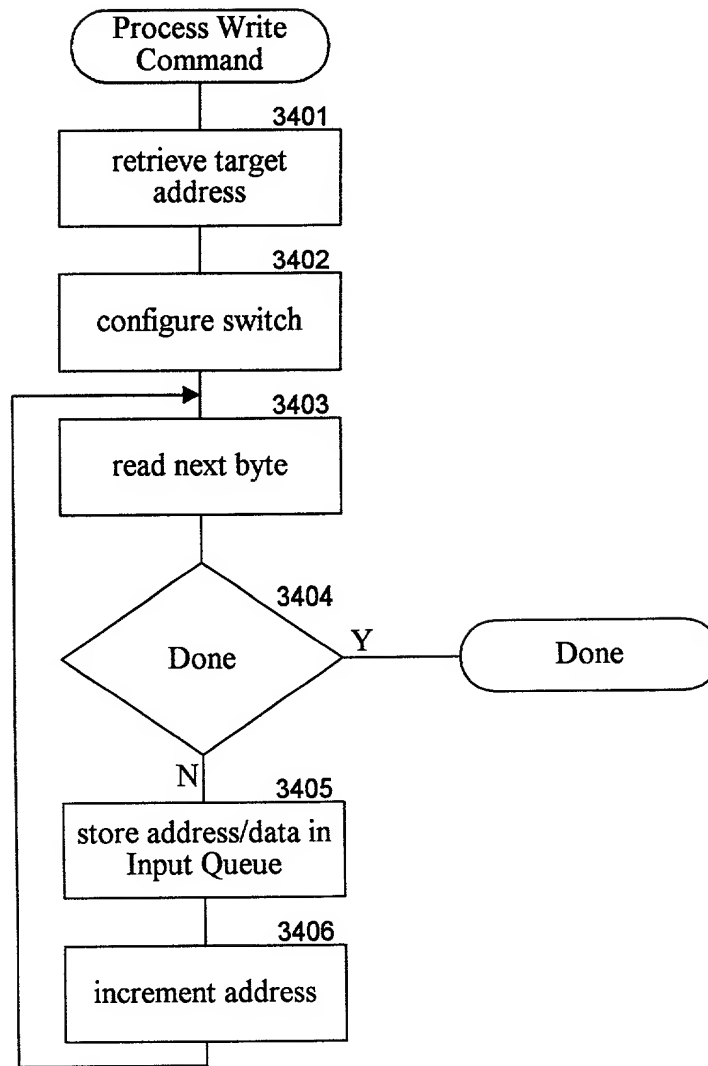 Process Write
Command
3401
retrieve target
address
3402
configure switch
3403
read next byte
3404
Done
Y
Done
N
3405
store address/data in
Input Queue
3406
increment address